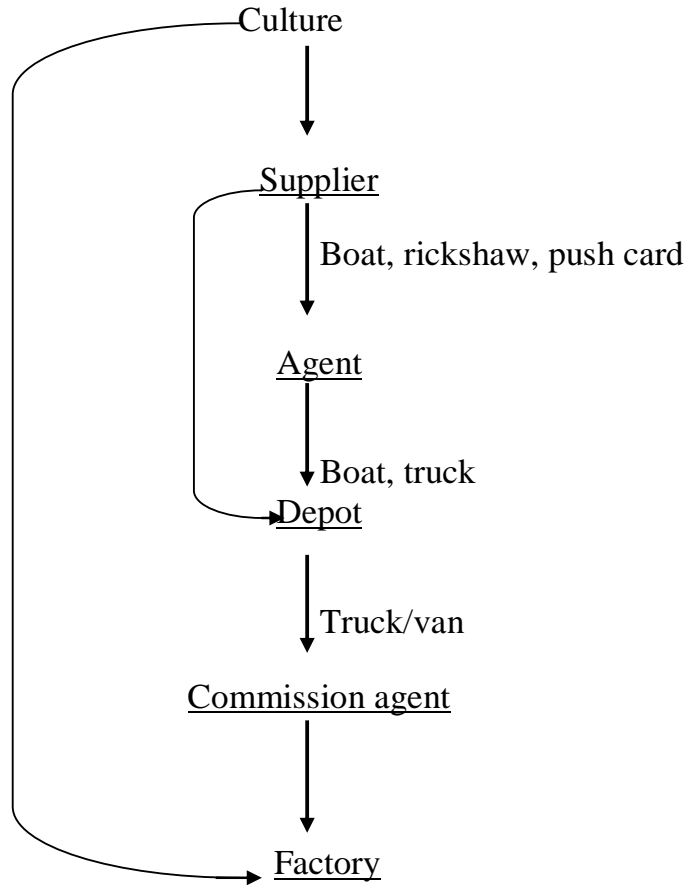 Culture
Supplier
Boat, rickshaw, push card
Agent
Boat, truck
Depot
Truck/van
Commission agent
Factory